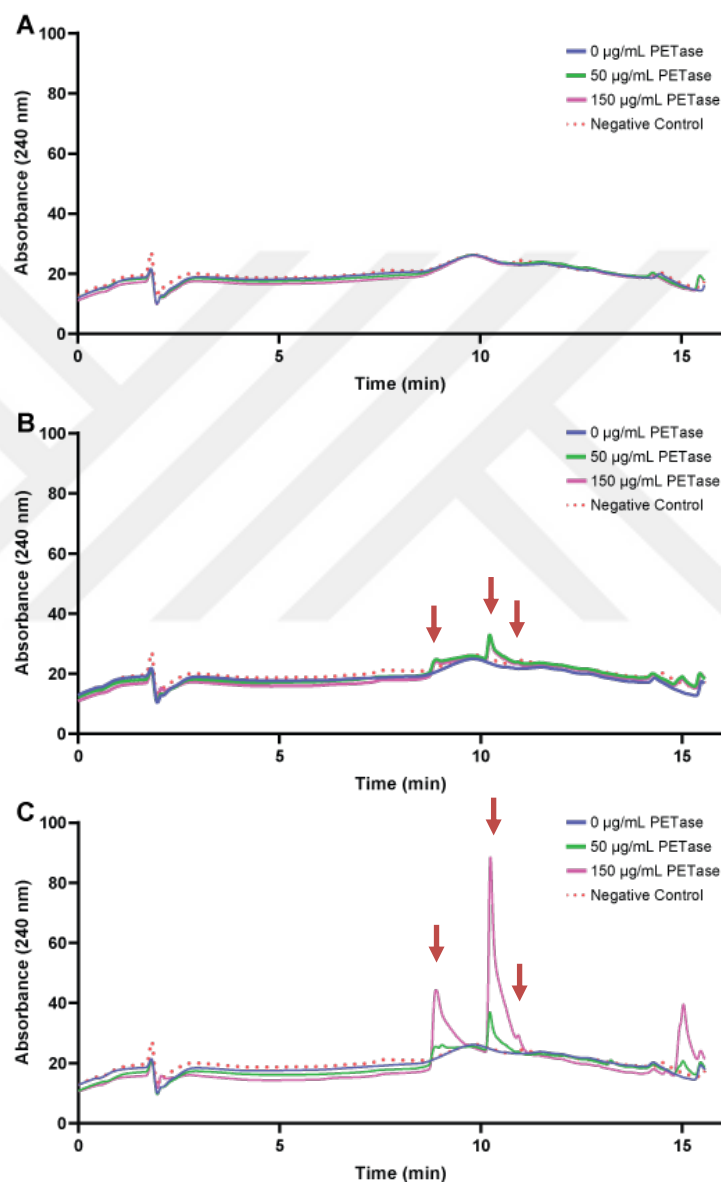 A
Absorbance (240 nm)
100
80
60
40
20
0
0 µg/mL PETase
50 µg/mL PETase
150 µg/mL PETase
Negative Control
0
5
10
15
Time (min)
B
Absorbance (240 nm)
100
80
60
40
20
0
0 µg/mL PETase
50 µg/mL PETase
150 µg/mL PETase
Negative Control
0
5
10
15
Time (min)
C
Absorbance (240 nm)
100
80
60
40
20
0
0 µg/mL PETase
50 µg/mL PETase
150 µg/mL PETase
Negative Control
0
5
10
15
Time (min)